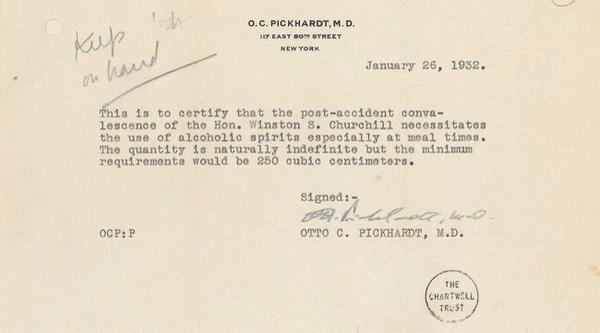 O. C. PICKHARDT, M.D.
117 EAST 80TH STREET
NEW YORK
Keep
on hand
January 26, 1932.
This is to certify that the post-accident conva-
lescence of the Hon. Winston S. Churchill necessitates
the use of alcoholic spirits especially at meal times.
The quantity is naturally indefinite but the minimum
requirements would be 250 cubic centimeters.
Signed:-
OCP:P
OTTO C. PICKHARDT, M.D.
THE
CHARTWELL
TRUST